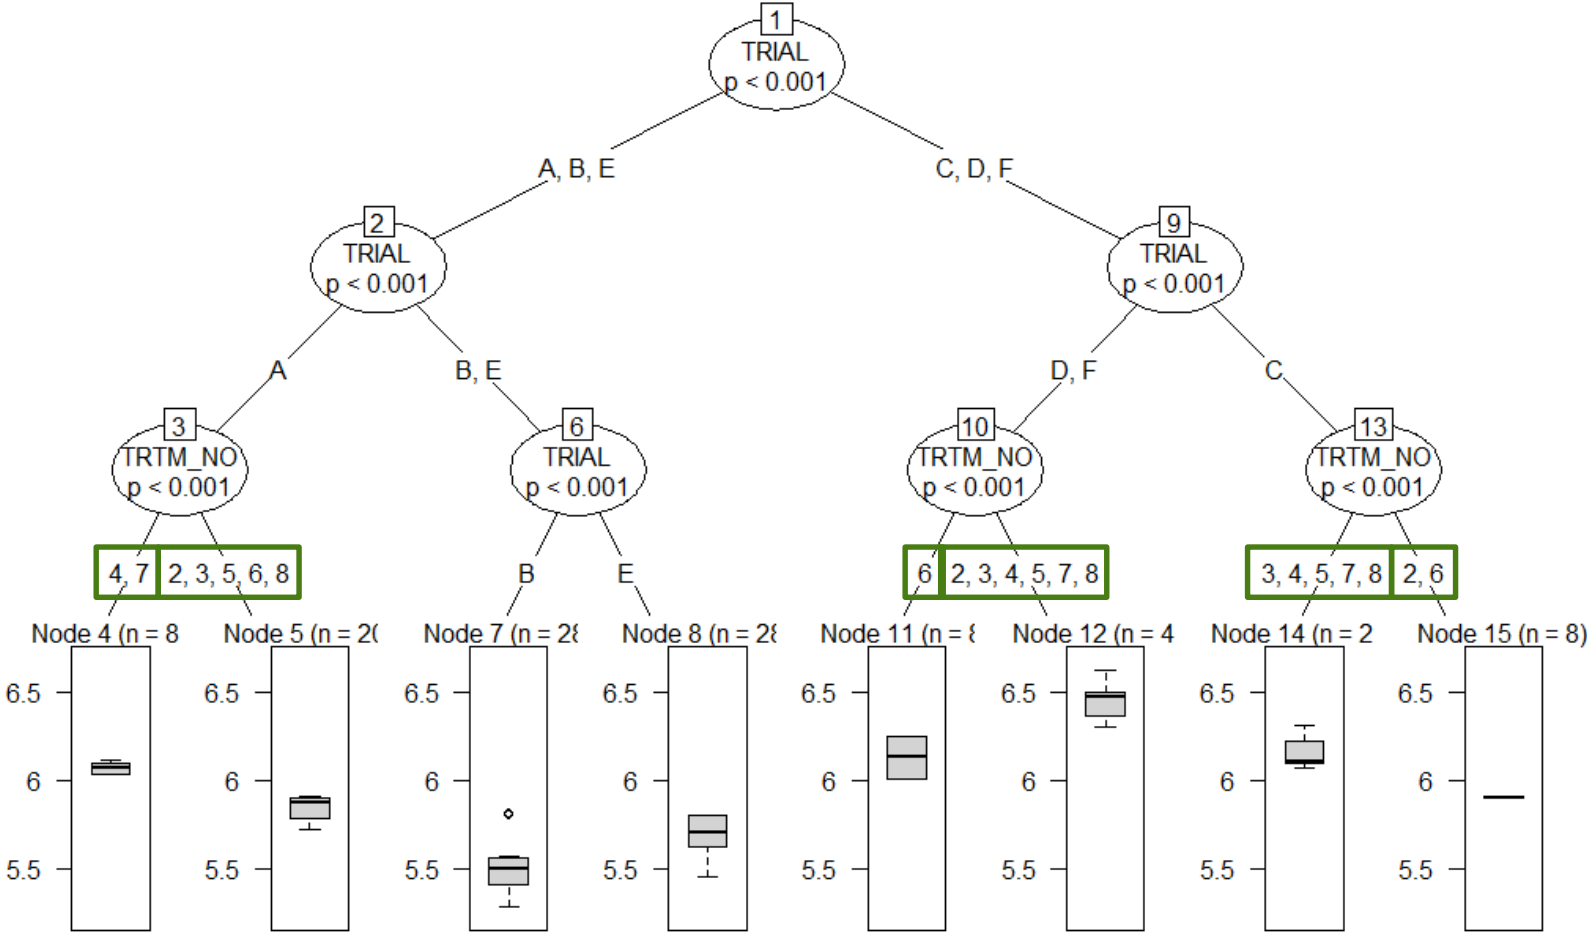 1
TRIAL
p < 0.001
A, B, E
C, D, F
2
TRIAL
p < 0.001
9
TRIAL
p < 0.001
A
B, E
D, F
C
3
TRTM_NO
p < 0.001
6
TRIAL
p < 0.001
10
TRTM_NO
p < 0.001
13
TRTM_NO
p < 0.001
4, 7
2, 3, 5, 6, 8
B
E
6
2, 3, 4, 5, 7, 8
3, 4, 5, 7, 8
2, 6
Node 4 (n = 8
6.5
6
5.5
Node 5 (n = 20
6.5
6
5.5
Node 7 (n = 28
6.5
6
5.5
Node 8 (n = 28
6.5
6
5.5
Node 11 (n = 8
6.5
6
5.5
Node 12 (n = 4
6.5
6
5.5
Node 14 (n = 2
6.5
6
5.5
Node 15 (n = 8)
6.5
6
5.5